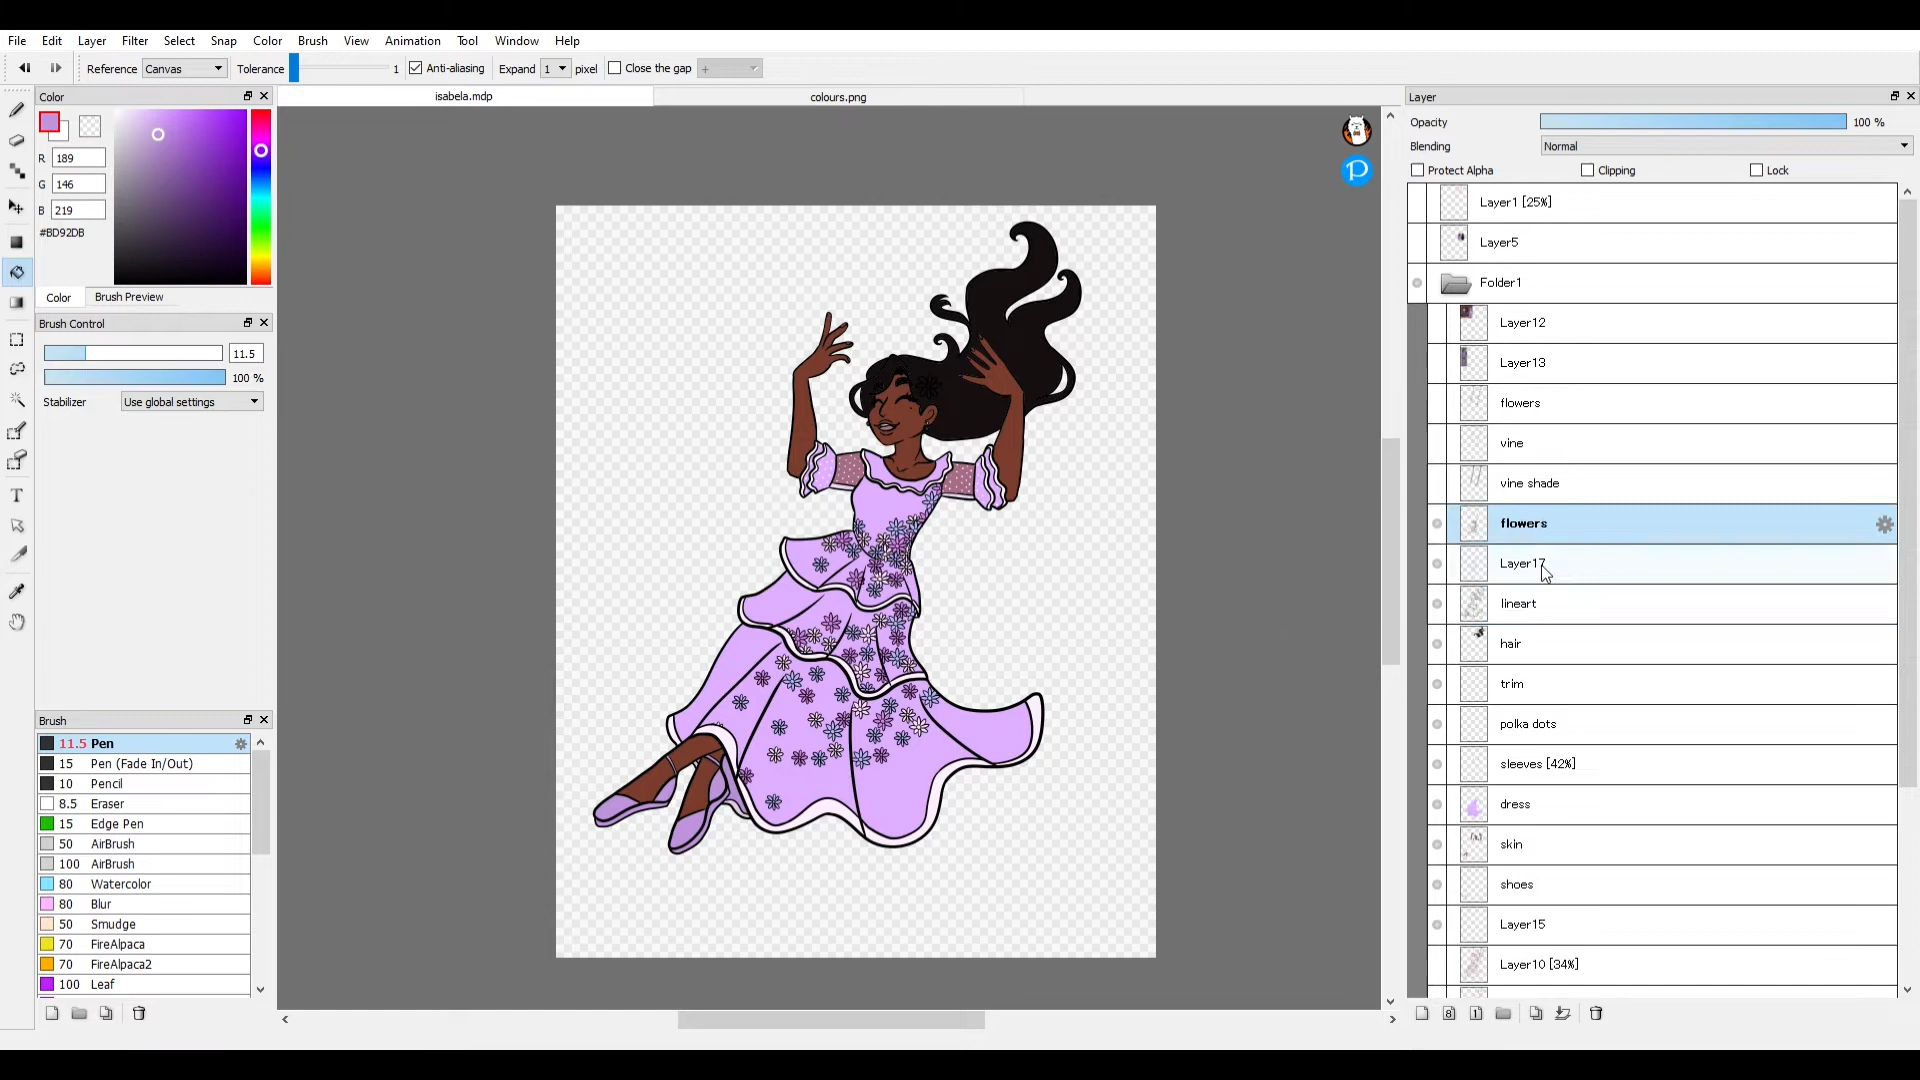 File Edit Layer Filter Select Snap Color Brush View Animation Tool Window Help
Reference Canvas Tolerance 1 Anti-aliasing Expand 1 pixel Close the gap +
Color
isabela.mdp
colours.png
Layer
R 189
G 146
B 219
#BD92DB
Color Brush Preview
Brush Control
11.5
100 %
Stabilizer Use global settings
Brush
11.5 Pen
15 Pen (Fade In/Out)
10 Pencil
8.5 Eraser
15 Edge Pen
50 AirBrush
100 AirBrush
80 Watercolor
80 Blur
50 Smudge
70 FireAlpaca
70 FireAlpaca2
100 Leaf
P
Opacity 100 %
Blending Normal
Protect Alpha Clipping Lock
Layer1 [25%]
Layer5
Folder1
Layer12
Layer13
flowers
vine
vine shade
flowers
Layer17
lineart
hair
trim
polka dots
sleeves [42%]
dress
skin
shoes
Layer15
Layer10 [34%]
8
1
T